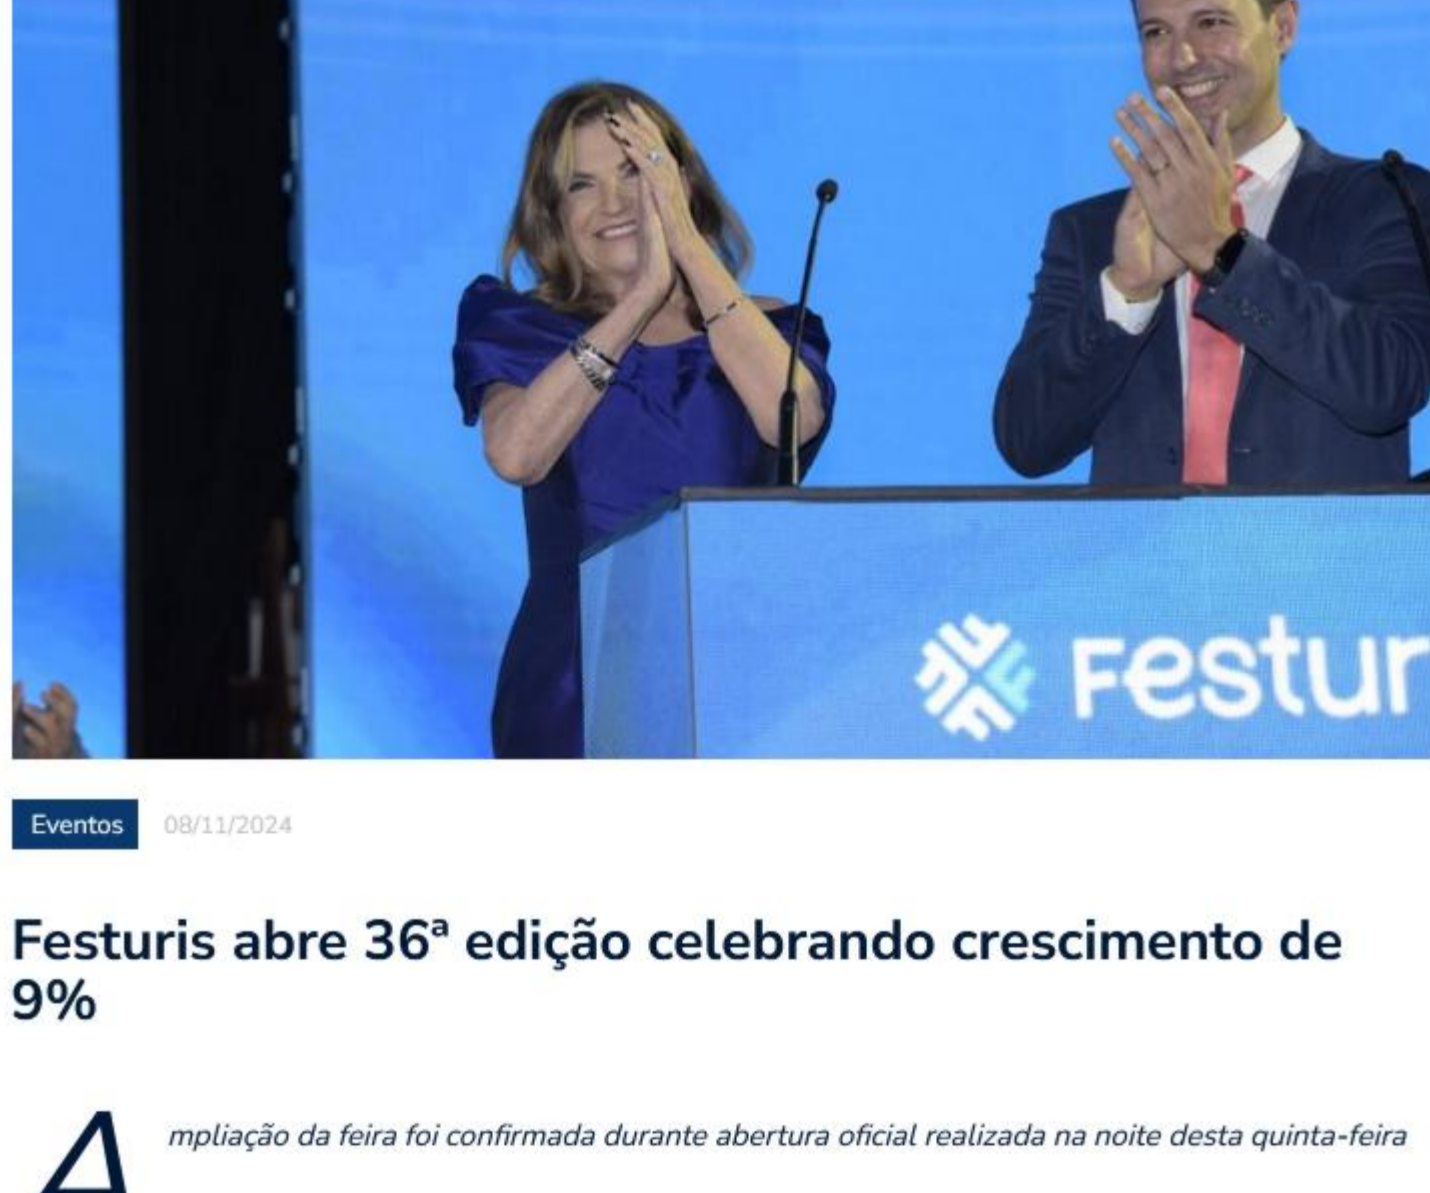 Festur
Eventos 08/11/2024
Festuris abre 36ª edição celebrando crescimento de
9%
A
mpliação da feira foi confirmada durante abertura oficial realizada na noite desta quinta-feira